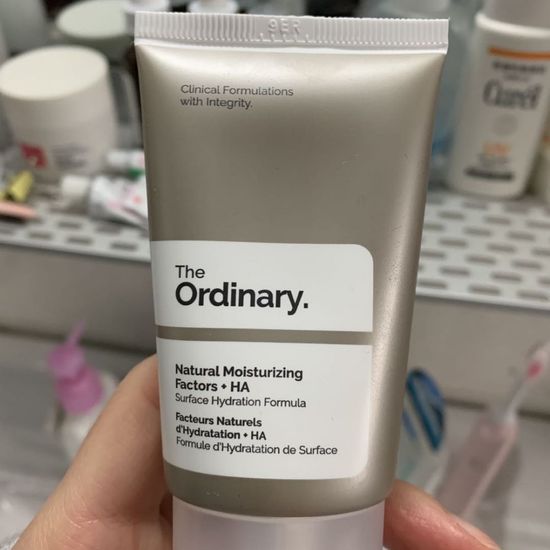 Clinical Formulations
with Integrity.
The
Ordinary.
Natural Moisturizing
Factors + HA
Surface Hydration Formula
Facteurs Naturels
d'Hydratation + HA
Formule d'Hydratation de Surface
Curél
UV